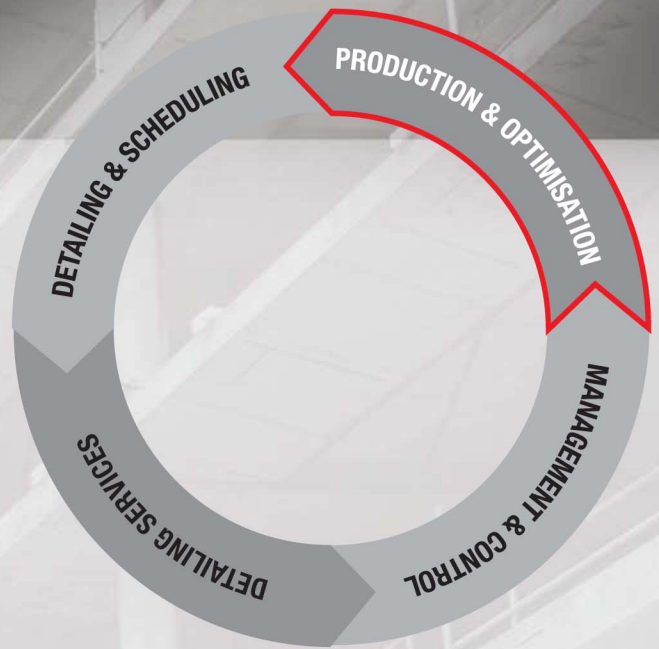 PRODUCTION & OPTIMISATION
MANAGEMENT & CONTROL
DETAILING SERVICES
DETAILING & SCHEDULING